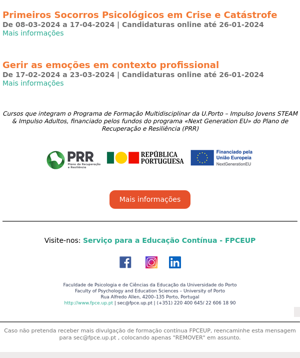 Primeiros Socorros Psicológicos em Crise e Catástrofe
De 08-03-2024 a 17-04-2024 | Candidaturas online até 26-01-2024
Mais informações
Gerir as emoções em contexto profissional
De 17-02-2024 a 23-03-2024 | Candidaturas online até 26-01-2024
Mais informações
Cursos que integram o Programa de Formação Multidisciplinar da U.Porto – Impulso Jovens STEAM
& Impulso Adultos, financiado pelos fundos do programa «Next Generation EU» do Plano de
Recuperação e Resiliência (PRR)
PRR
Plano de Recuperação
e Resiliência
REPÚBLICA
PORTUGUESA
Financiado pela
União Europeia
NextGenerationEU
Mais informações
Visite-nos: Serviço para a Educação Contínua - FPCEUP
Faculdade de Psicologia e de Ciências da Educação da Universidade do Porto
Faculty of Psychology and Education Sciences – University of Porto
Rua Alfredo Allen, 4200-135 Porto, Portugal
http://www.fpce.up.pt | sec@fpce.up.pt | (+351) 220 400 645/ 22 606 18 90
Caso não pretenda receber mais divulgação de formação contínua FPCEUP, reencaminhe esta mensagem
para sec@fpce.up.pt , colocando apenas "REMOVER" em assunto.